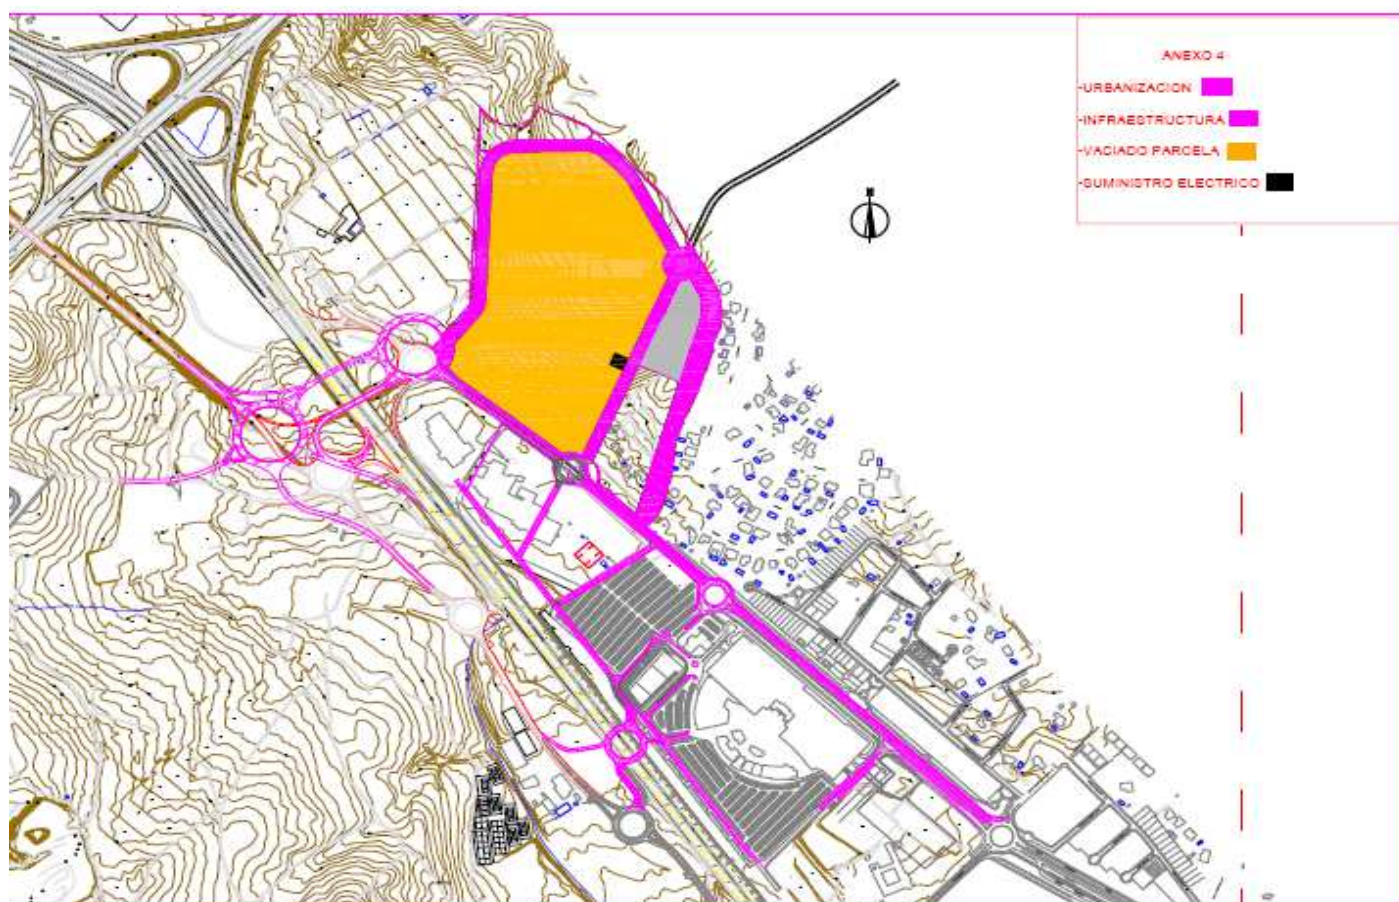 ANEXO 4
-URBANIZACION
-INFRAESTRUCTURA
-VACIADO PARCELA
-SUMINISTRO ELECTRICO
N